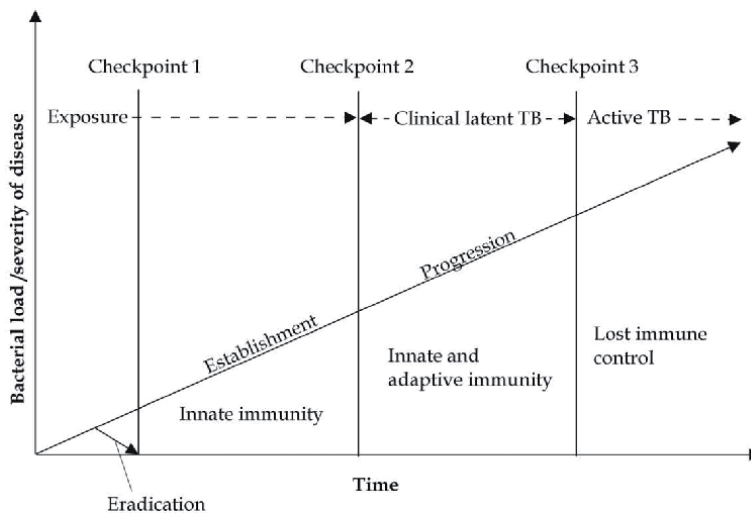 Checkpoint 1
Checkpoint 2
Checkpoint 3
Exposure
Clinical latent TB
Active TB
Bacterial load /severity of disease
Establishment
Progression
Innate immunity
Innate and
adaptive immunity
Lost immune
control
Eradication
Time